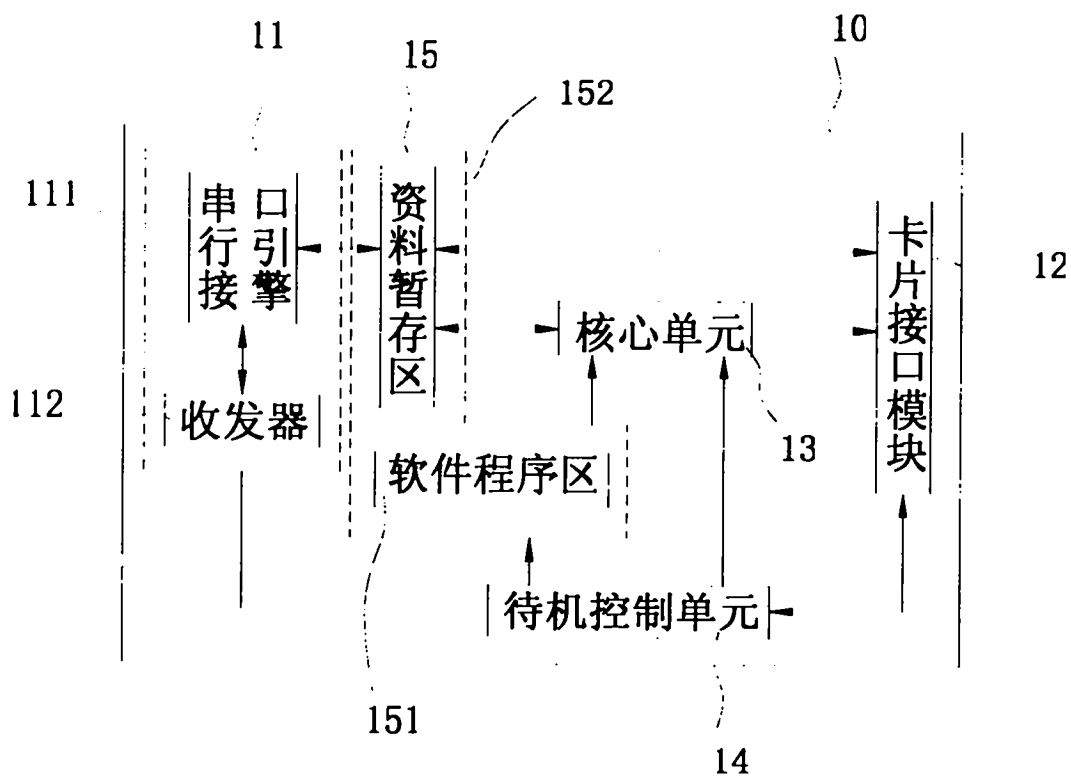 11
15
10
152
111
串 口
行 引
接 擎
资料暂存区
卡片接口模块
12
核心单元
112
收发器
13
软件程序区
待机控制单元
151
14